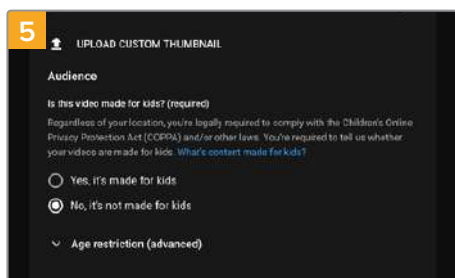 5
UPLOAD CUSTOM THUMBNAIL
Audience
Is this video made for kids? (required)
Regardless of your location, you're legally required to comply with the Children's Online
Privacy Protection Act (COPPA) and/or other laws. You're required to tell us whether
your videos are made for kids. What's content made for kids?
Yes, it's made for kids
No, it's not made for kids
Age restriction (advanced)